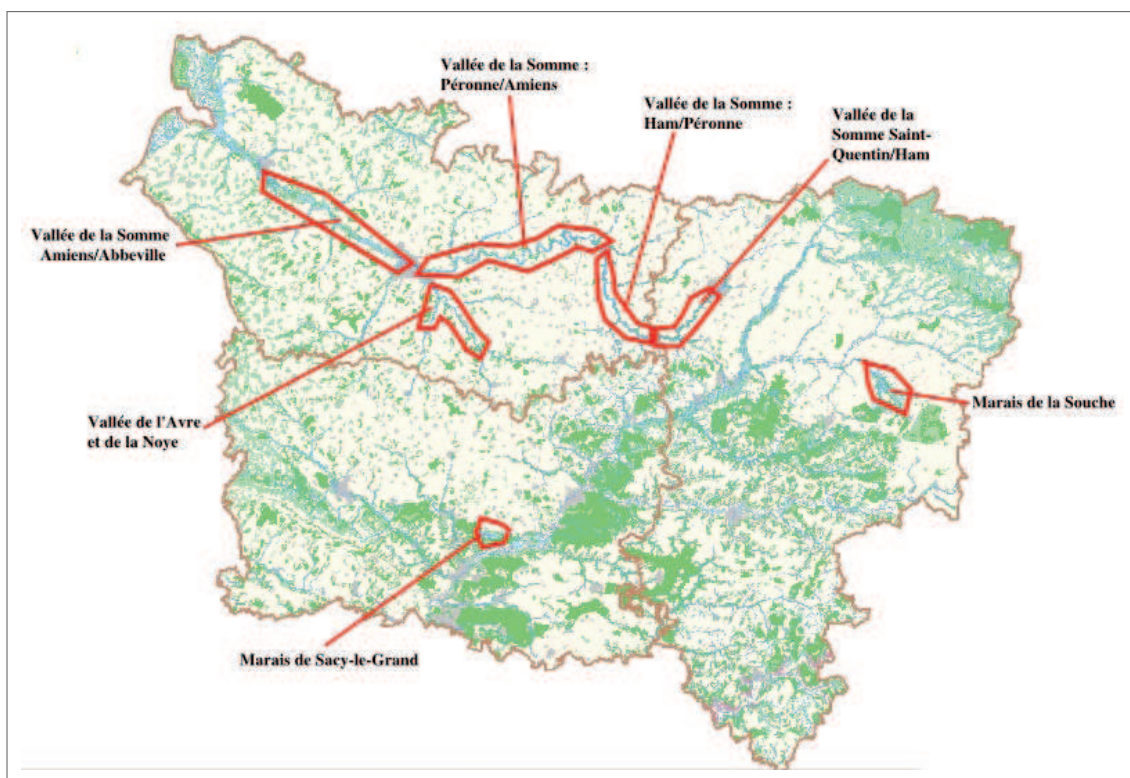 Vallée de la Somme :
Péronne/Amiens
Vallée de la Somme :
Ham/Péronne
Vallée de la
Somme Saint-
Quentin/Ham
Vallée de la Somme
Amiens/Abbeville
Marais de la Souche
Vallée de l'Avre
et de la Noye
Marais de Sacy-le-Grand